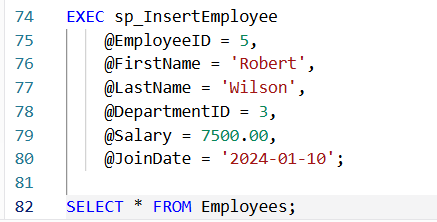 74 EXEC sp_InsertEmployee
75 @EmployeeID = 5,
76 @FirstName = 'Robert',
77 @LastName = 'Wilson',
78 @DepartmentID = 3,
79 @Salary = 7500.00,
80 @JoinDate = '2024-01-10';
81
82 SELECT * FROM Employees;